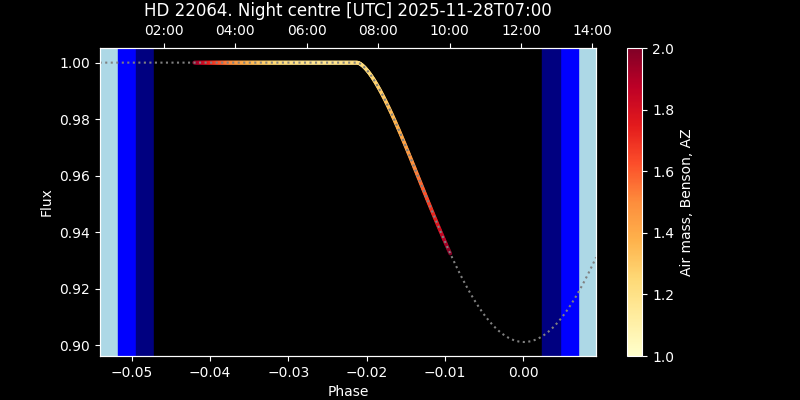 HD 22064. Night centre [UTC] 2025-11-28T07:00
02:00 04:00 06:00 07:00 10:00 12:00 14:00
1.00
0.98
0.96
0.94
0.92
0.90
Flux
−0.05 −0.04 −0.03 −0.02 −0.01 0.00
Phase
2.0
1.8
1.6
1.4
1.2
1.0
Air mass, Benson, AZ